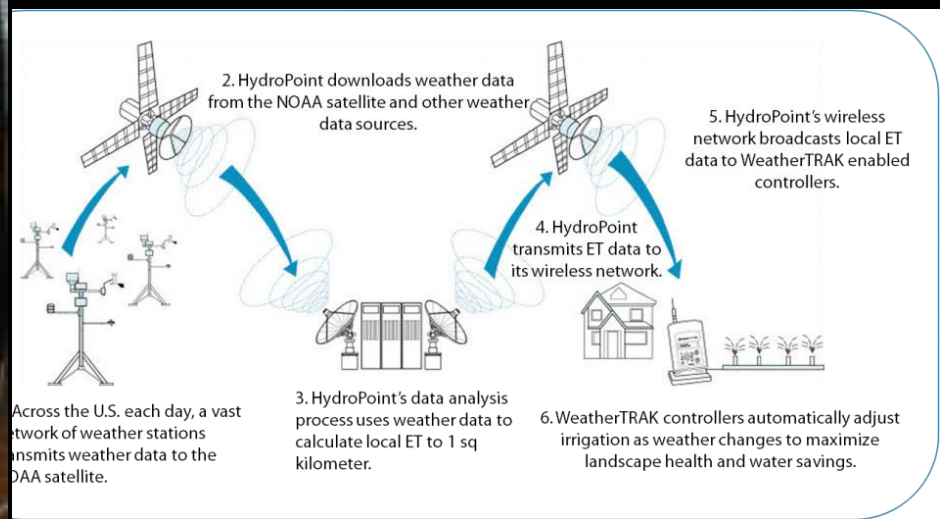 Across the U.S. each day, a vast
of weather stations
weather data to the
satellite.
2. HydroPoint downloads weather data
from the NOAA satellite and other weather
data sources.
3. HydroPoint's data analysis
process uses weather data to
calculate local ET to 1 sq
kilometer.
4. HydroPoint
transmits ET data to
its wireless network.
5. HydroPoint's wireless
network broadcasts local ET
data to WeatherTRAK enabled
controllers.
6. WeatherTRAK controllers automatically adjust
irrigation as weather changes to maximize
landscape health and water savings.